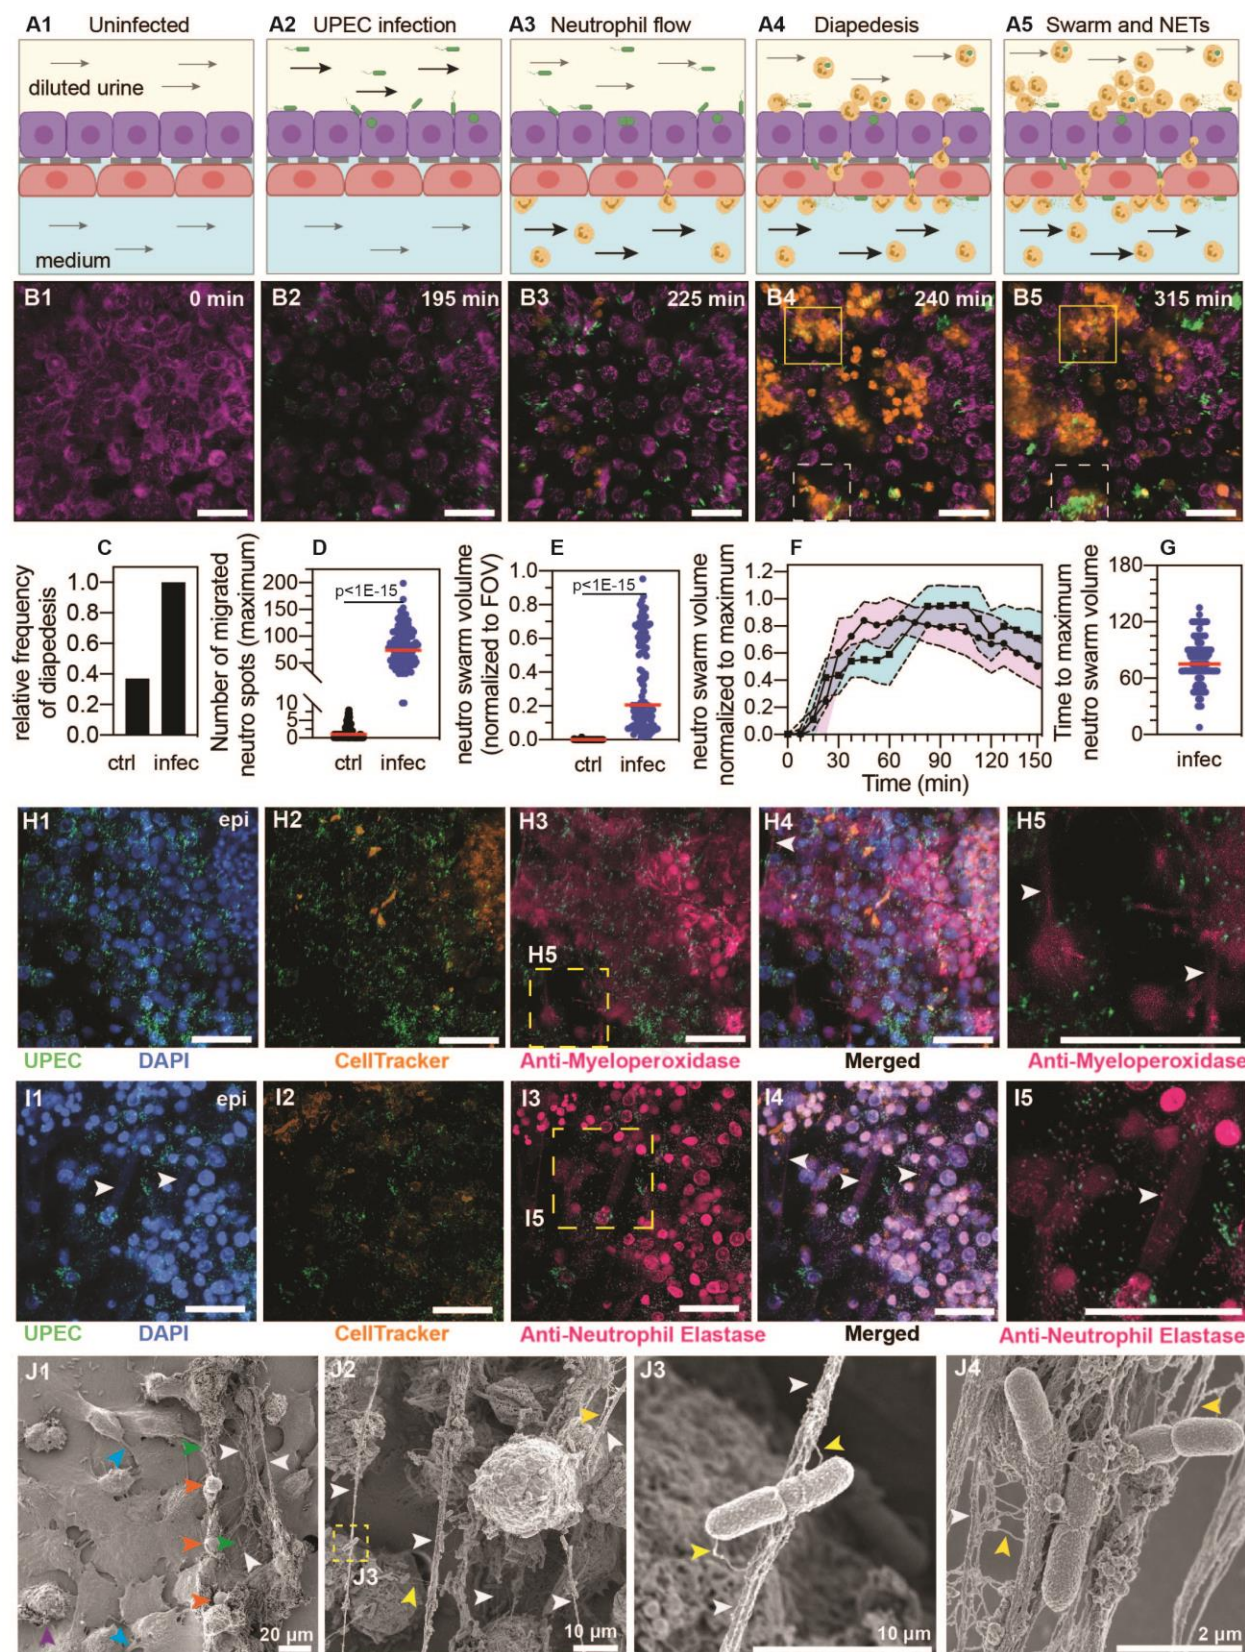 A1 Uninfected
A2 UPEC infection
A3 Neutrophil flow
A4 Diapedesis
A5 Swarm and NETs
diluted urine
medium
B1 0 min
B2 195 min
B3 225 min
B4 240 min
B5 315 min
C
relative frequency
of diapedesis
1.0
0.8
0.6
0.4
0.2
0.0
ctrl infec
D
Number of migrated
neutro spots (maximum)
200
150
100
50
10
5
0
p<1E-15
ctrl infec
E
neutro swarm volulme
(normalized to FOV)
1.0
0.8
0.6
0.4
0.2
0.0
p<1E-15
ctrl infec
F
neutro swarm volume
normalized to maximum
1.2
1.0
0.8
0.6
0.4
0.2
0.0
0 30 60 90 120 150
Time (min)
G
Time to maximum
neutro swarm volume
180
120
60
0
infec
H1 epi
H2
H3
H5
H4
H5
UPEC DAPI
CellTracker
Anti-Myeloperoxidase
Merged
Anti-Myeloperoxidase
I1 epi
I2
I3
I5
I4
I5
UPEC DAPI
CellTracker
Anti-Neutrophil Elastase
Merged
Anti-Neutrophil Elastase
J1
20 µm
J2
J3
10 µm
J3
10 µm
J4
2 µm